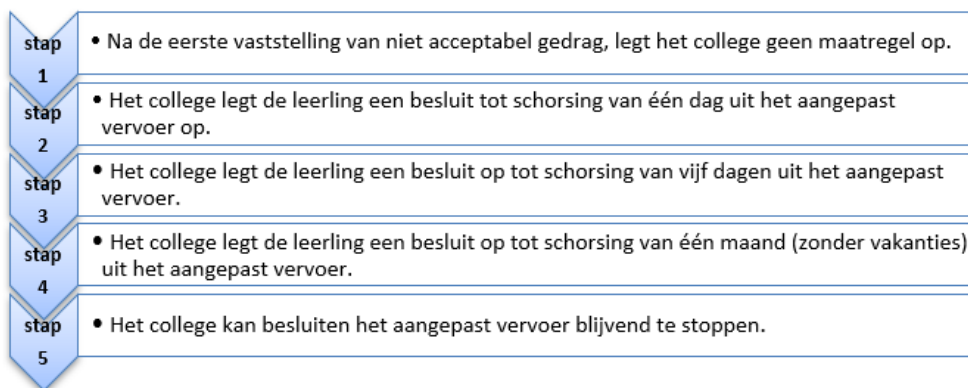 stap
1
• Na de eerste vaststelling van niet acceptabel gedrag, legt het college geen maatregel op.
stap
2
• Het college legt de leerling een besluit tot schorsing van één dag uit het aangepast
vervoer op.
stap
3
• Het college legt de leerling een besluit op tot schorsing van vijf dagen uit het aangepast
vervoer.
stap
4
• Het college legt de leerling een besluit op tot schorsing van één maand (zonder vakanties)
uit het aangepast vervoer.
stap
5
• Het college kan besluiten het aangepast vervoer blijvend te stoppen.